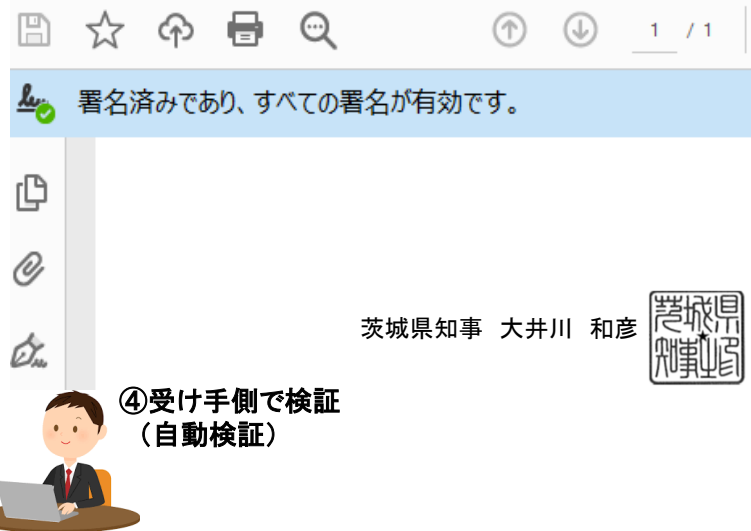 1 / 1
署名済みであり、すべての署名が有効です。
茨城県知事 大井川 和彦
茨城県
知事之印
④受け手側で検証
（自動検証）